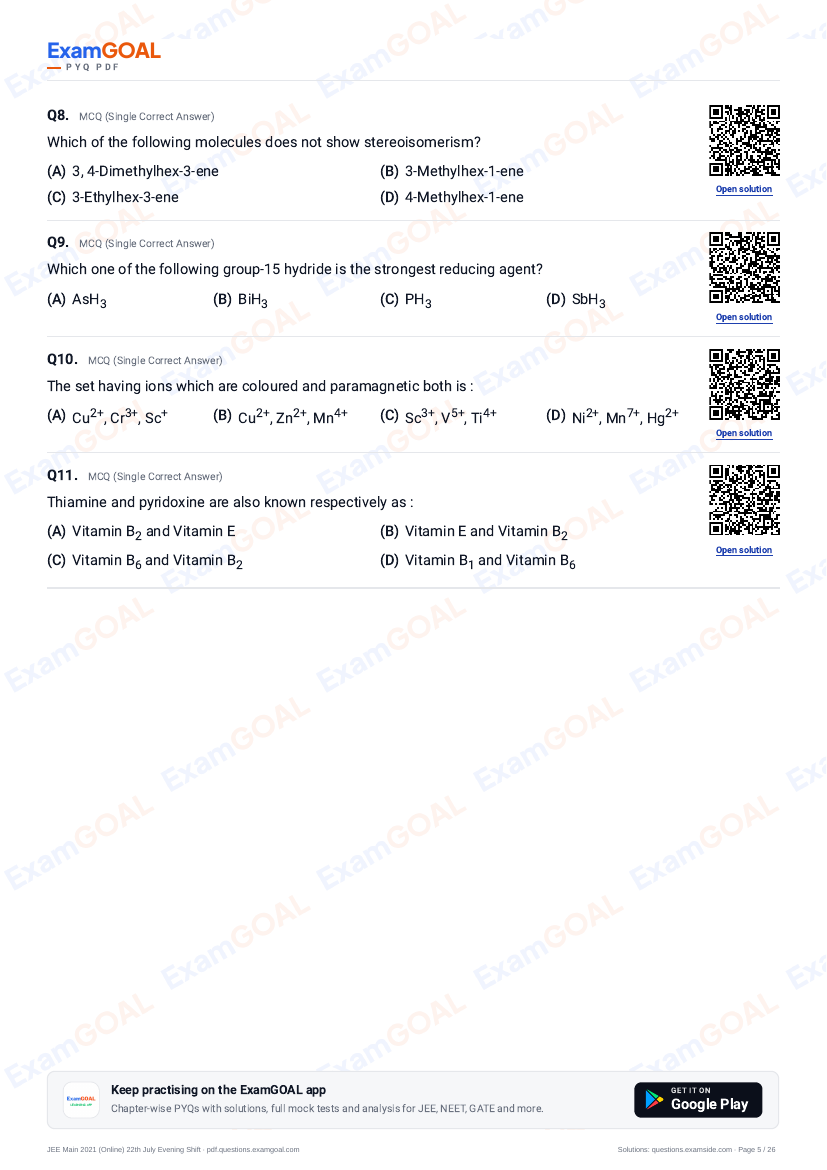 ExamGOAL
PYQ PDF
Q8. MCQ (Single Correct Answer)
Which of the following molecules does not show stereoisomerism?
(A) 3, 4-Dimethylhex-3-ene (B) 3-Methylhex-1-ene
(C) 3-Ethylhex-3-ene (D) 4-Methylhex-1-ene
Open solution
Q9. MCQ (Single Correct Answer)
Which one of the following group-15 hydride is the strongest reducing agent?
(A) AsH₃ (B) BiH₃ (C) PH₃ (D) SbH₃
Open solution
Q10. MCQ (Single Correct Answer)
The set having ions which are coloured and paramagnetic both is :
(A) Cu²⁺, Cr³⁺, Sc⁺ (B) Cu²⁺, Zn²⁺, Mn⁴⁺ (C) Sc³⁺, V⁵⁺, Ti⁴⁺ (D) Ni²⁺, Mn⁷⁺, Hg²⁺
Open solution
Q11. MCQ (Single Correct Answer)
Thiamine and pyridoxine are also known respectively as :
(A) Vitamin B₂ and Vitamin E (B) Vitamin E and Vitamin B₂
(C) Vitamin B₆ and Vitamin B₂ (D) Vitamin B₁ and Vitamin B₆
Open solution
ExamGOAL
Keep practising on the ExamGOAL app
Chapter-wise PYQs with solutions, full mock tests and analysis for JEE, NEET, GATE and more.
GET IT ON
Google Play
JEE Main 2021 (Online) 22th July Evening Shift · pdf.questions.examgoal.com Solutions: questions.examside.com · Page 5 / 26